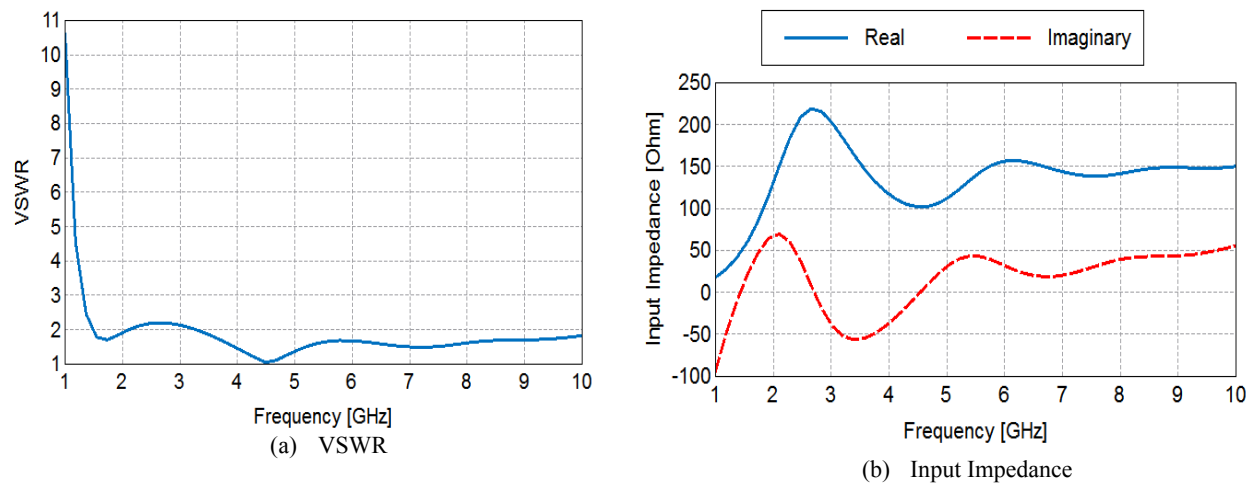 11
10
9
8
7
6
5
4
3
2
1
VSWR
1 2 3 4 5 6 7 8 9 10
Frequency [GHz]
(a) VSWR
Real Imaginary
250
200
150
100
50
0
-50
-100
Input Impedance [Ohm]
1 2 3 4 5 6 7 8 9 10
Frequency [GHz]
(b) Input Impedance